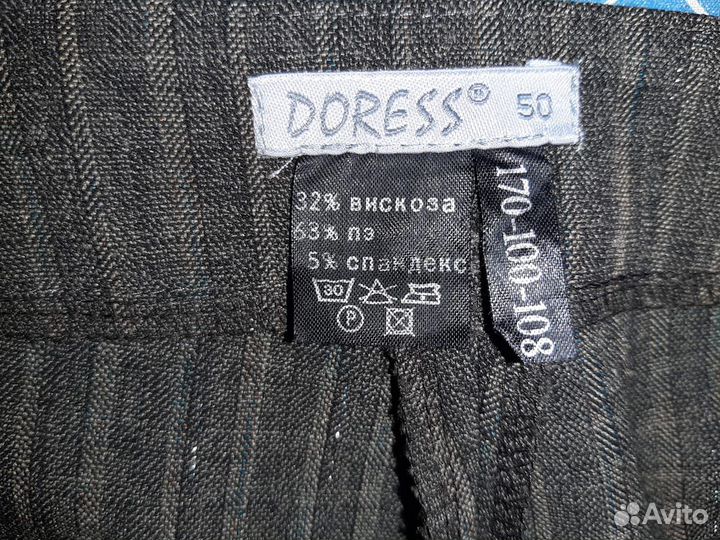 DORESS® 50
32% вискоза
63% пэ
5% спандекс
30
P
170-100-108
Avito